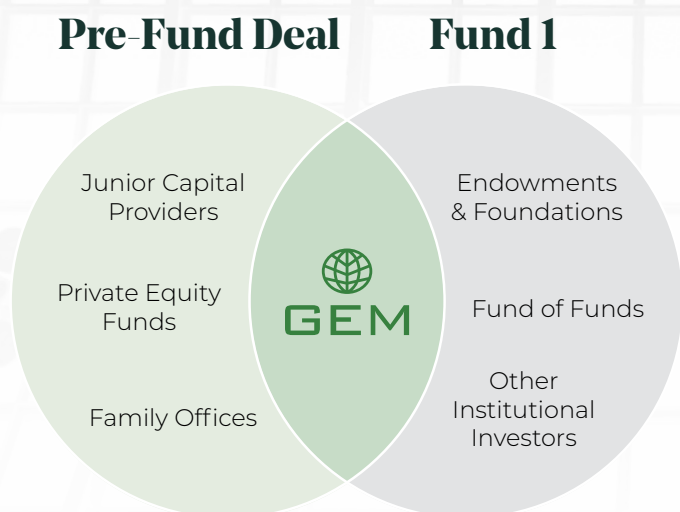 Pre-Fund Deal
Fund 1
Junior Capital
Providers
Private Equity
Funds
Family Offices
GEM
Endowments
& Foundations
Fund of Funds
Other
Institutional
Investors